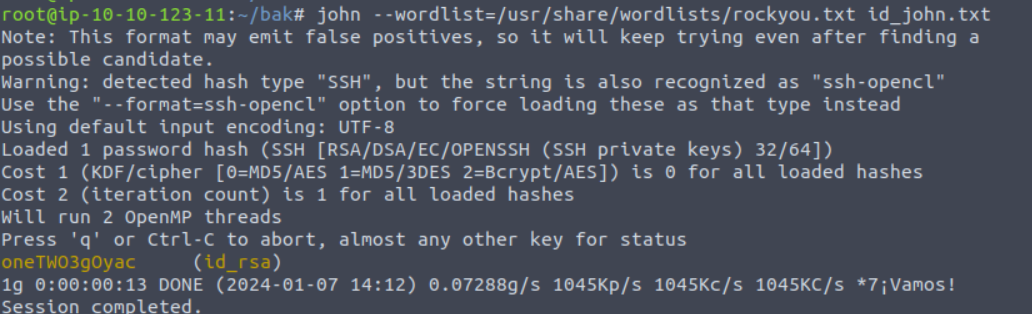 root@ip-10-10-123-11:~/bak# john --wordlist=/usr/share/wordlists/rockyou.txt id_john.txt
Note: This format may emit false positives, so it will keep trying even after finding a
possible candidate.
Warning: detected hash type "SSH", but the string is also recognized as "ssh-opencl"
Use the "--format=ssh-opencl" option to force loading these as that type instead
Using default input encoding: UTF-8
Loaded 1 password hash (SSH [RSA/DSA/EC/OPENSSH (SSH private keys) 32/64])
Cost 1 (KDF/cipher [0=MD5/AES 1=MD5/3DES 2=Bcrypt/AES]) is 0 for all loaded hashes
Cost 2 (iteration count) is 1 for all loaded hashes
Will run 2 OpenMP threads
Press 'q' or Ctrl-C to abort, almost any other key for status
oneTWO3gOyac     (id_rsa)
1g 0:00:00:13 DONE (2024-01-07 14:12) 0.07288g/s 1045Kp/s 1045Kc/s 1045KC/s *7¡Vamos!
Session completed.